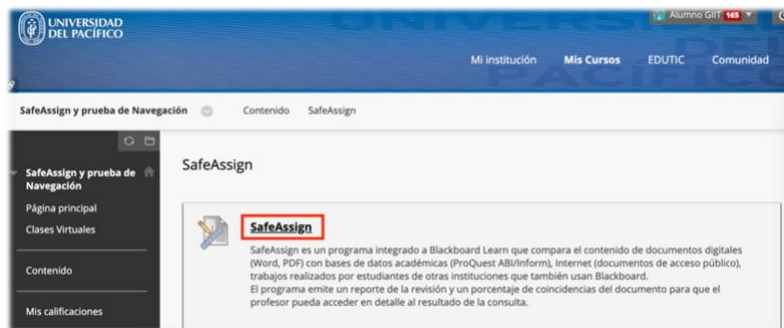 UNIVERSIDAD
DEL PACÍFICO
Alumno GIIT 165
Mi institución Mis Cursos EDUTIC Comunidad
SafeAssign y prueba de Navegación Contenido SafeAssign
SafeAssign y prueba de
Navegación
Página principal
Clases Virtuales
Contenido
Mis calificaciones
SafeAssign
SafeAssign
SafeAssign es un programa integrado a Blackboard Learn que compara el contenido de documentos digitales
(Word, PDF) con bases de datos académicas (ProQuest ABI/Inform), Internet (documentos de acceso público),
trabajos realizados por estudiantes de otras instituciones que también usan Blackboard.
El programa emite un reporte de la revisión y un porcentaje de coincidencias del documento para que el
profesor pueda acceder en detalle al resultado de la consulta.